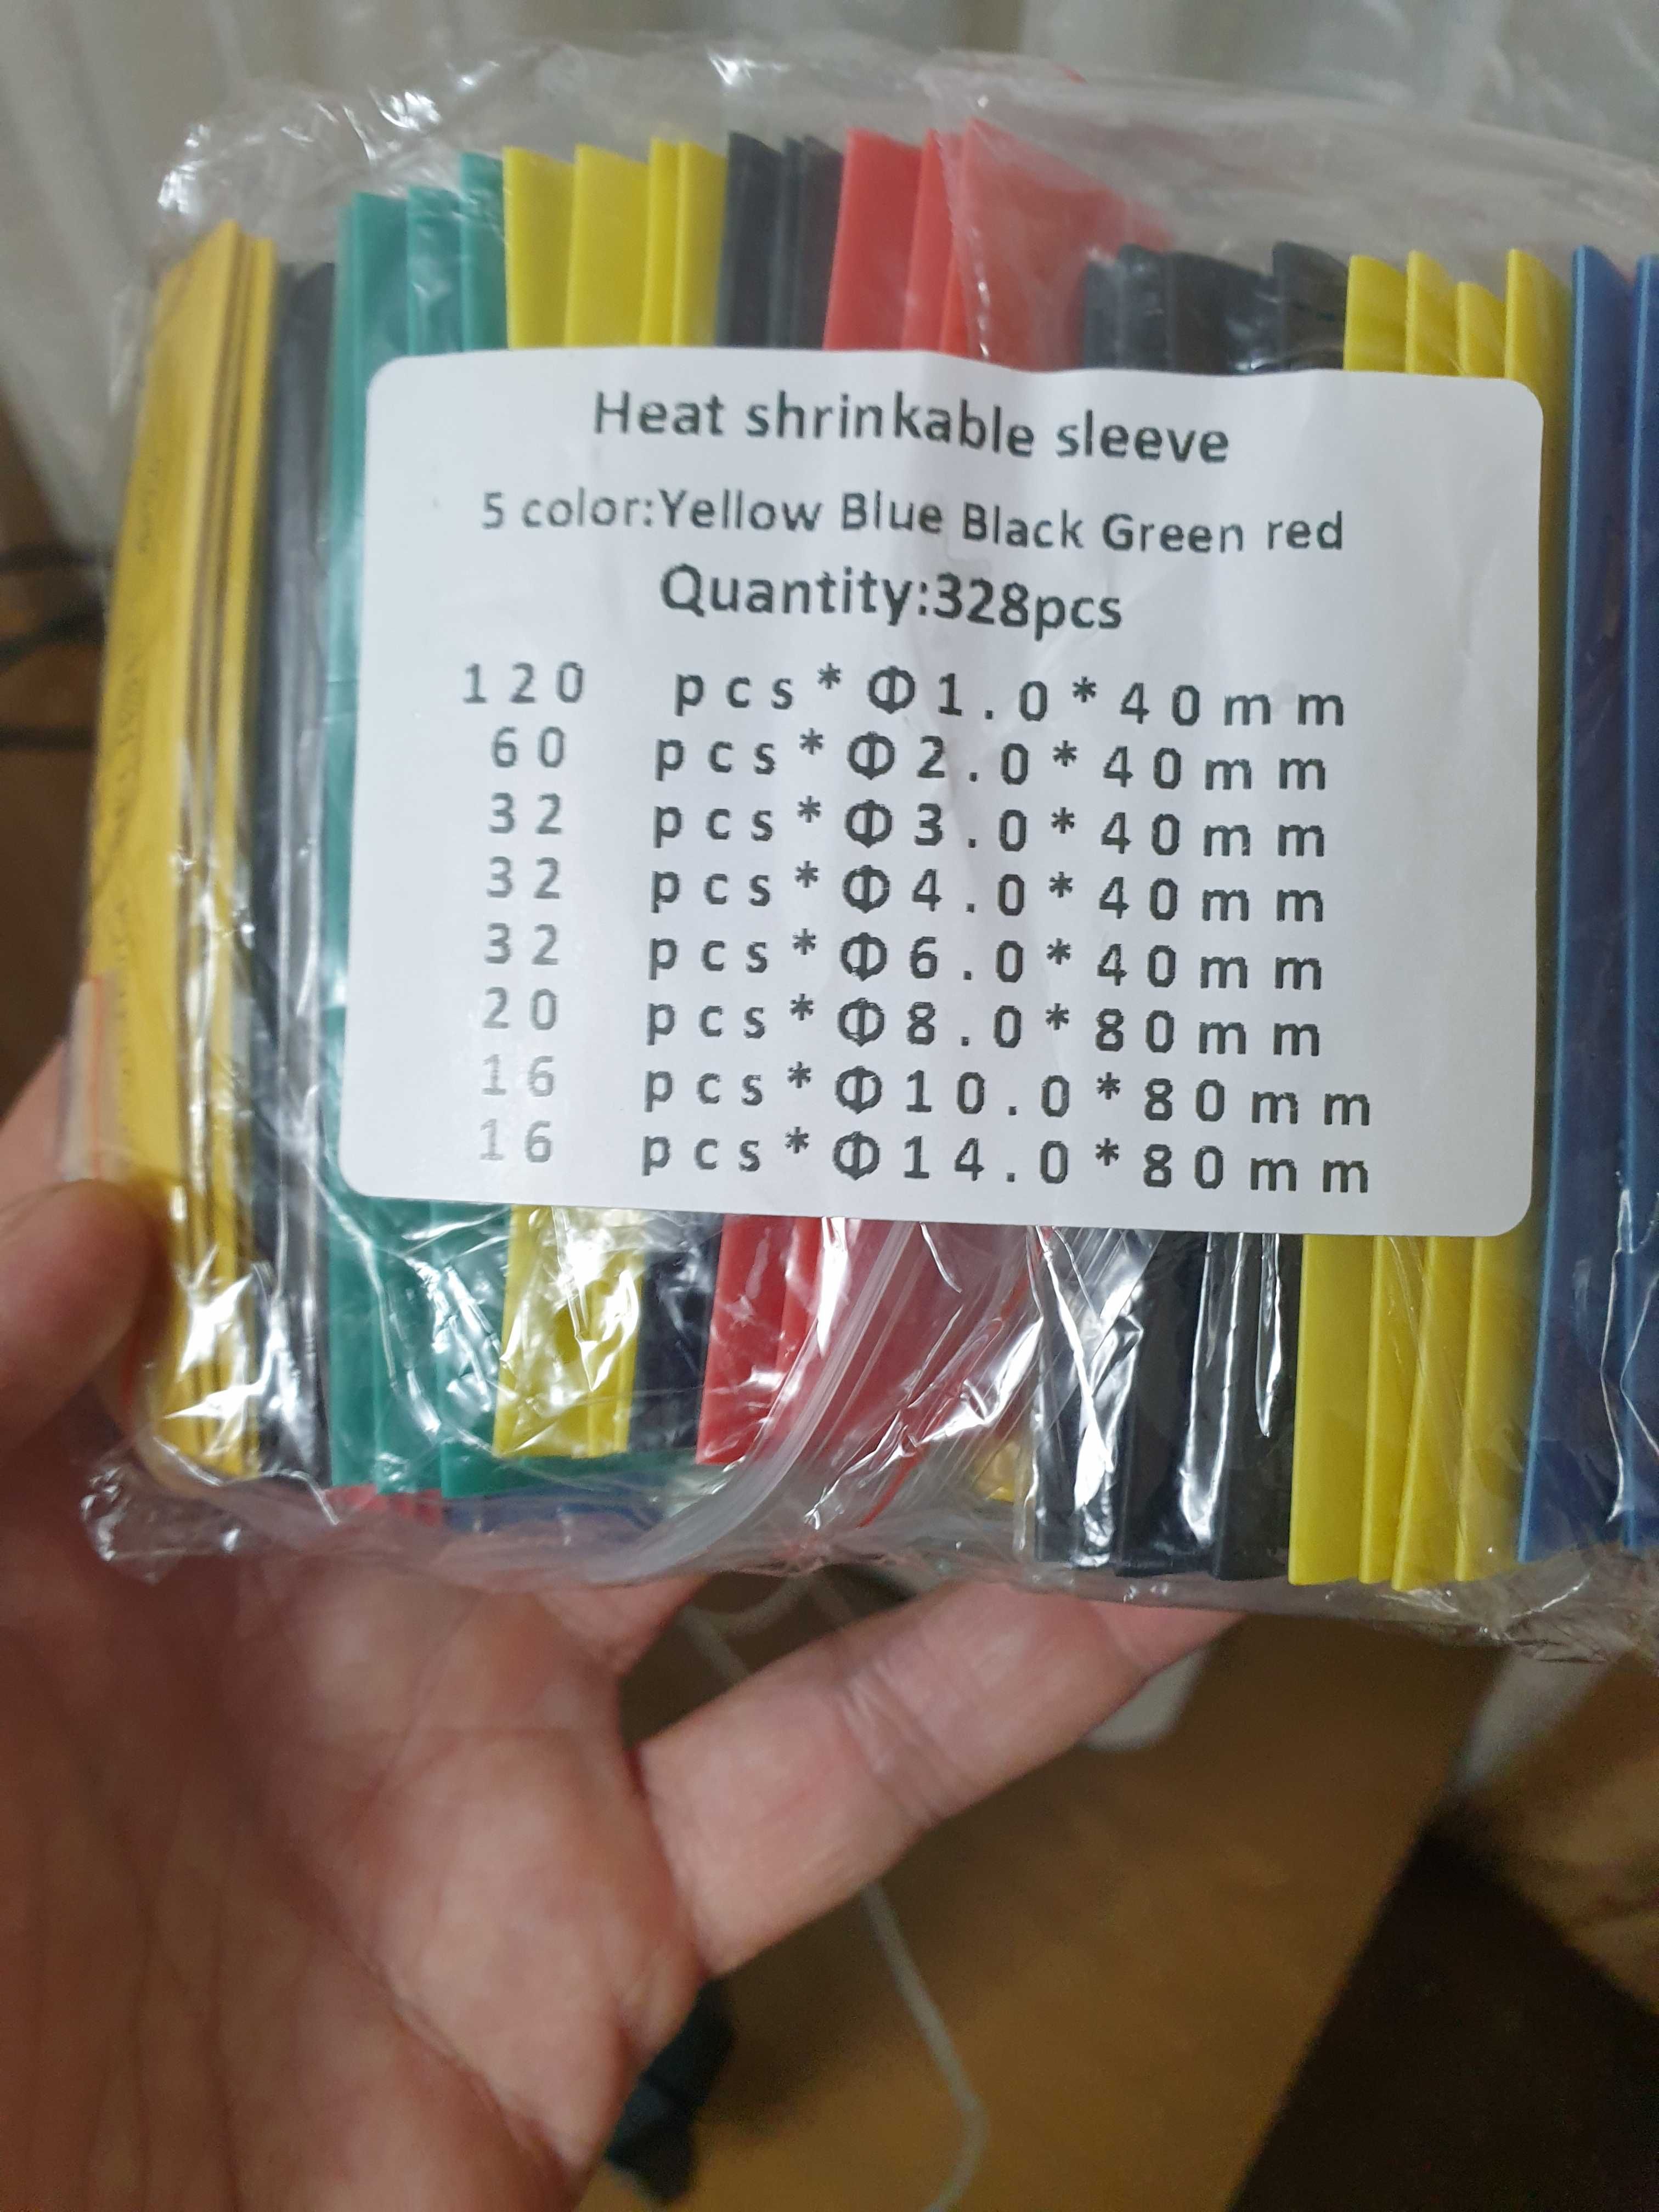 Heat shrinkable sleeve
5 color:Yellow Blue Black Green red
Quantity:328pcs
120 pcs*Φ1.0*40mm
60 pcs*Φ2.0*40mm
32 pcs*Φ3.0*40mm
32 pcs*Φ4.0*40mm
32 pcs*Φ6.0*40mm
20 pcs*Φ8.0*80mm
16 pcs*Φ10.0*80mm
16 pcs*Φ14.0*80mm